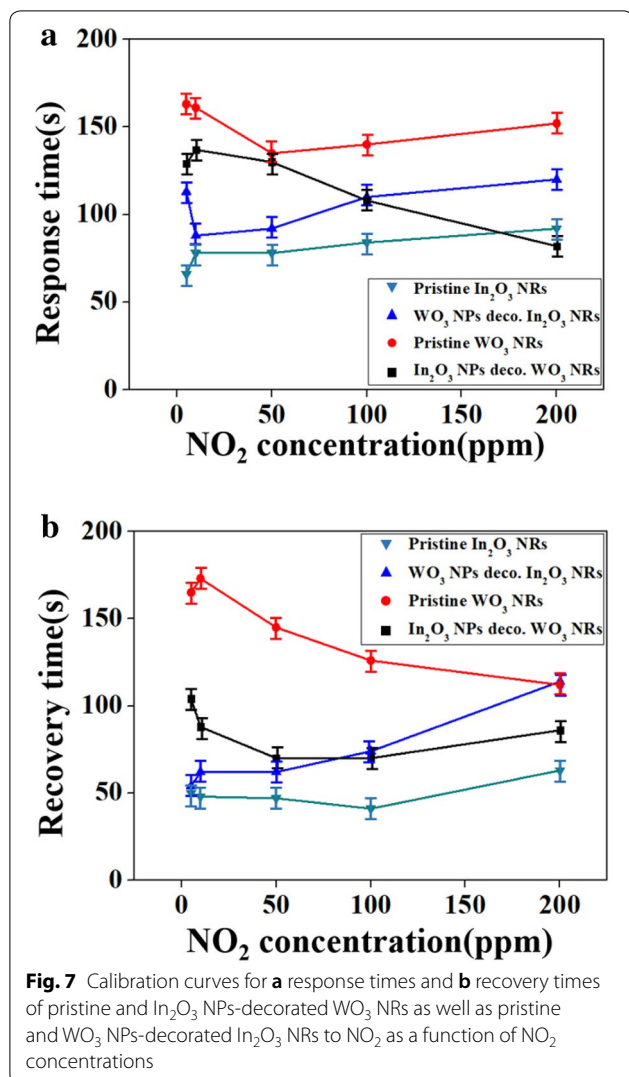 a
200
150
100
50
0
Response time(s)
Pristine In₂O₃ NRs
WO₃ NPs deco. In₂O₃ NRs
Pristine WO₃ NRs
In₂O₃ NPs deco. WO₃ NRs
0 50 100 150 200
NO₂ concentration(ppm)
b
200
150
100
50
0
Recovery time(s)
Pristine In₂O₃ NRs
WO₃ NPs deco. In₂O₃ NRs
Pristine WO₃ NRs
In₂O₃ NPs deco. WO₃ NRs
0 50 100 150 200
NO₂ concentration(ppm)
Fig. 7 Calibration curves for a response times and b recovery times
of pristine and In₂O₃ NPs-decorated WO₃ NRs as well as pristine
and WO₃ NPs-decorated In₂O₃ NRs to NO₂ as a function of NO₂
concentrations